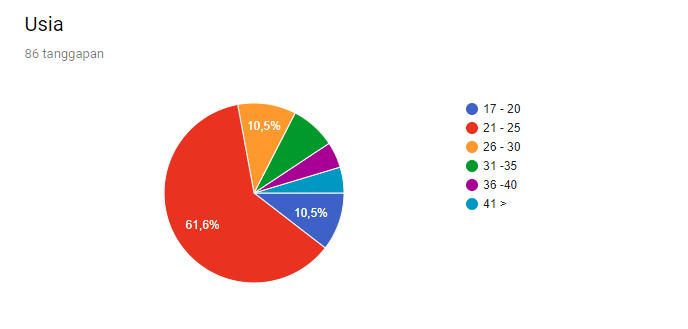 Usia
86 tanggapan
10,5%
61,6%
10,5%
17 - 20
21 - 25
26 - 30
31 -35
36 -40
41 >